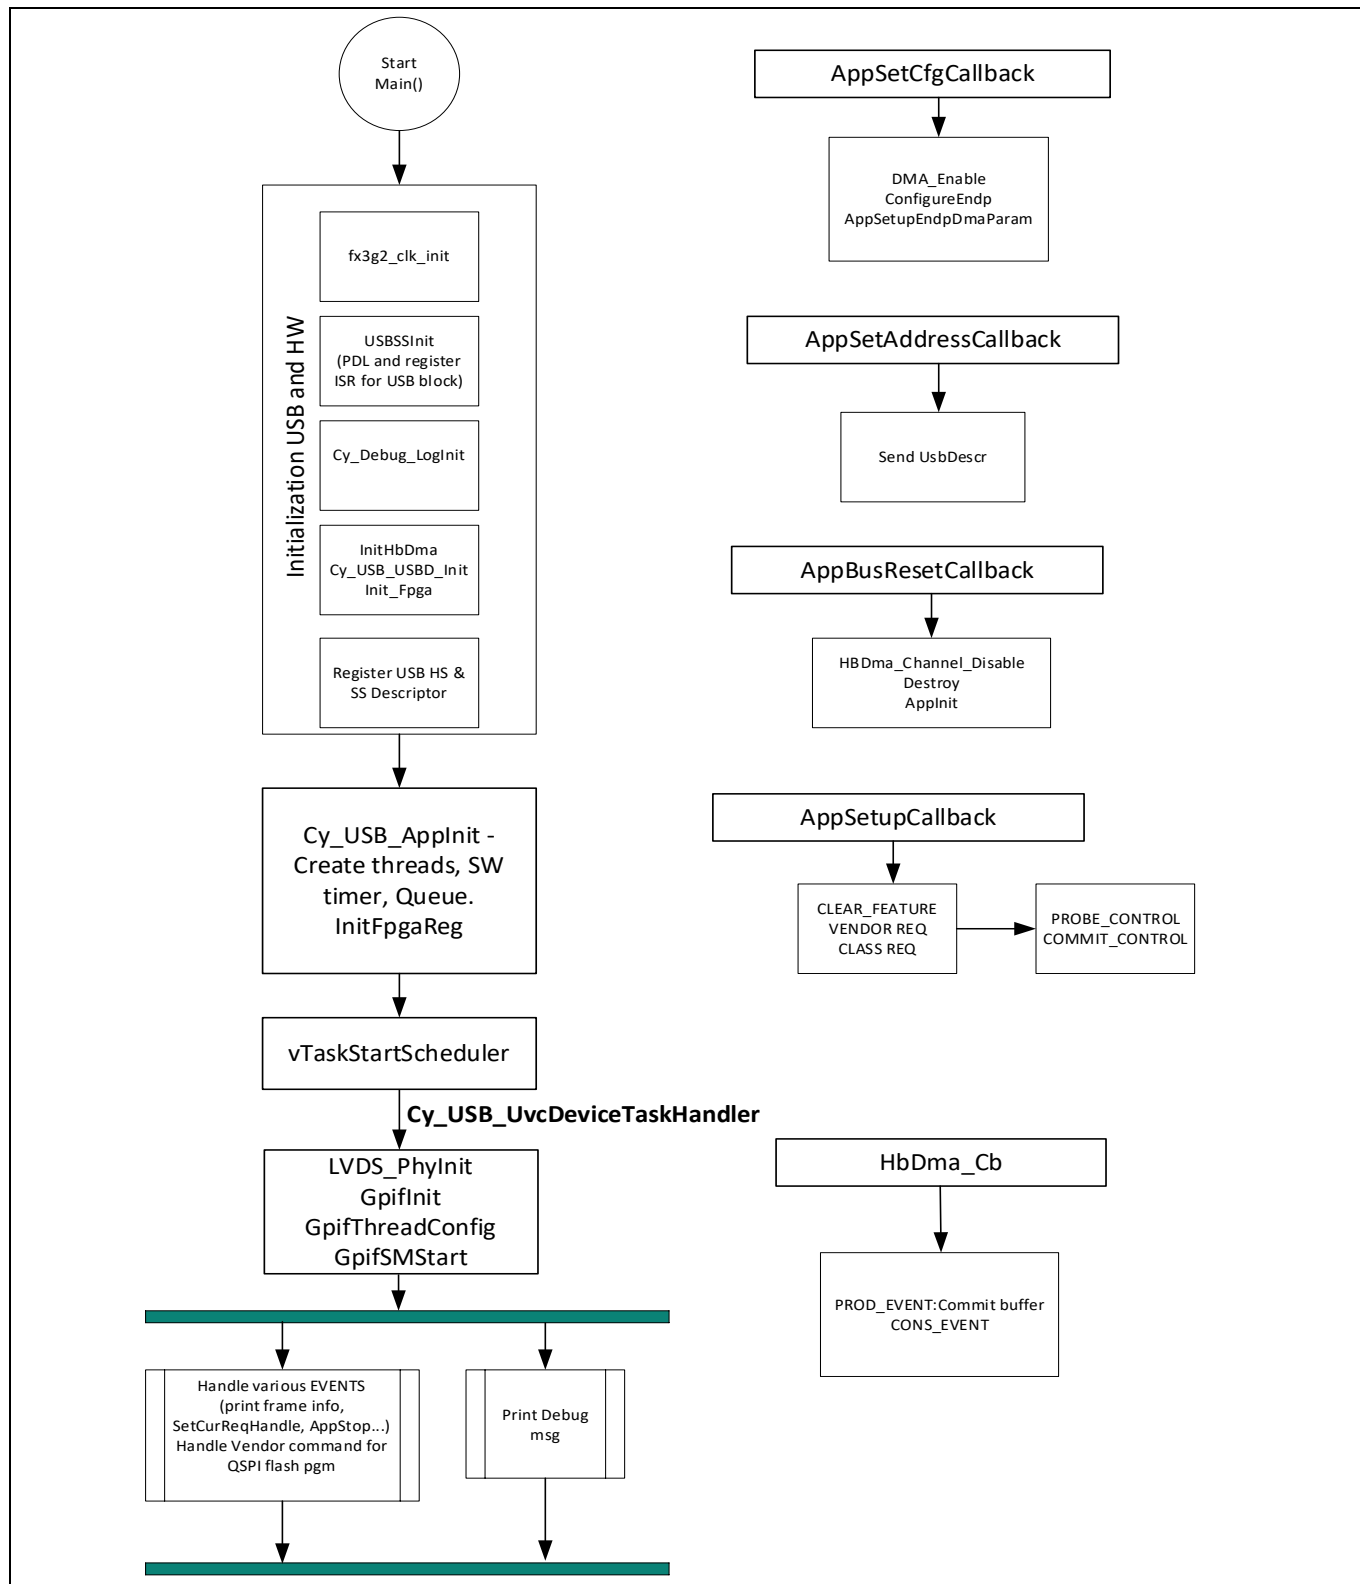 Start
Main()
Initialization USB and HW
fx3g2_clk_init
USBSSInit
(PDL and register
ISR for USB block)
Cy_Debug_LogInit
InitHbDma
Cy_USB_USBD_Init
Init_Fpga
Register USB HS &
SS Descriptor
Cy_USB_AppInit -
Create threads, SW
timer, Queue.
InitFpgaReg
vTaskStartScheduler
Cy_USB_UvcDeviceTaskHandler
LVDS_PhyInit
GpifInit
GpifThreadConfig
GpifSMStart
Handle various EVENTS
(print frame info,
SetCurReqHandle, AppStop...)
Handle Vendor command for
QSPI flash pgm
Print Debug
msg
AppSetCfgCallback
DMA_Enable
ConfigureEndp
AppSetupEndpDmaParam
AppSetAddressCallback
Send UsbDescr
AppBusResetCallback
HBDma_Channel_Disable
Destroy
AppInit
AppSetupCallback
CLEAR_FEATURE
VENDOR REQ
CLASS REQ
PROBE_CONTROL
COMMIT_CONTROL
HbDma_Cb
PROD_EVENT:Commit buffer
CONS_EVENT